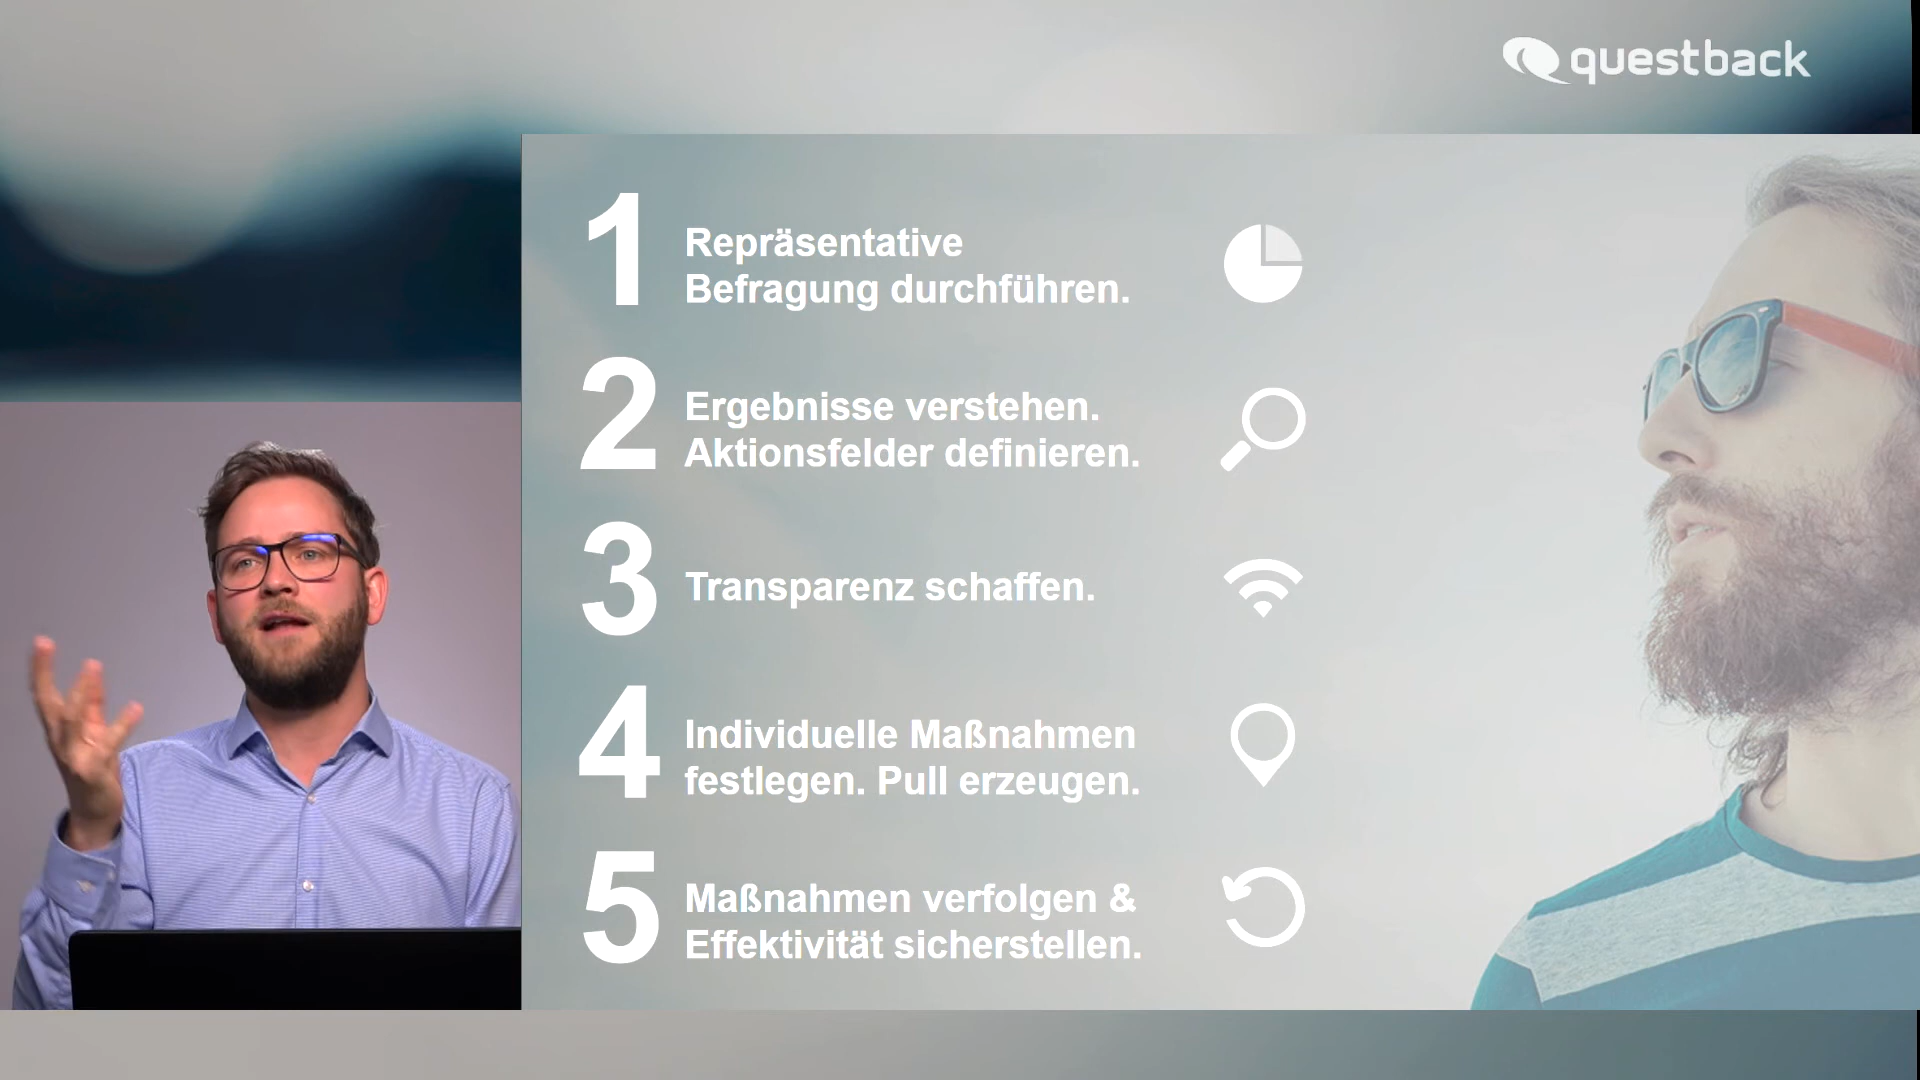 questback
1
Repräsentative
Befragung durchführen.
2
Ergebnisse verstehen.
Aktionsfelder definieren.
3
Transparenz schaffen.
4
Individuelle Maßnahmen
festlegen. Pull erzeugen.
5
Maßnahmen verfolgen &
Effektivität sicherstellen.